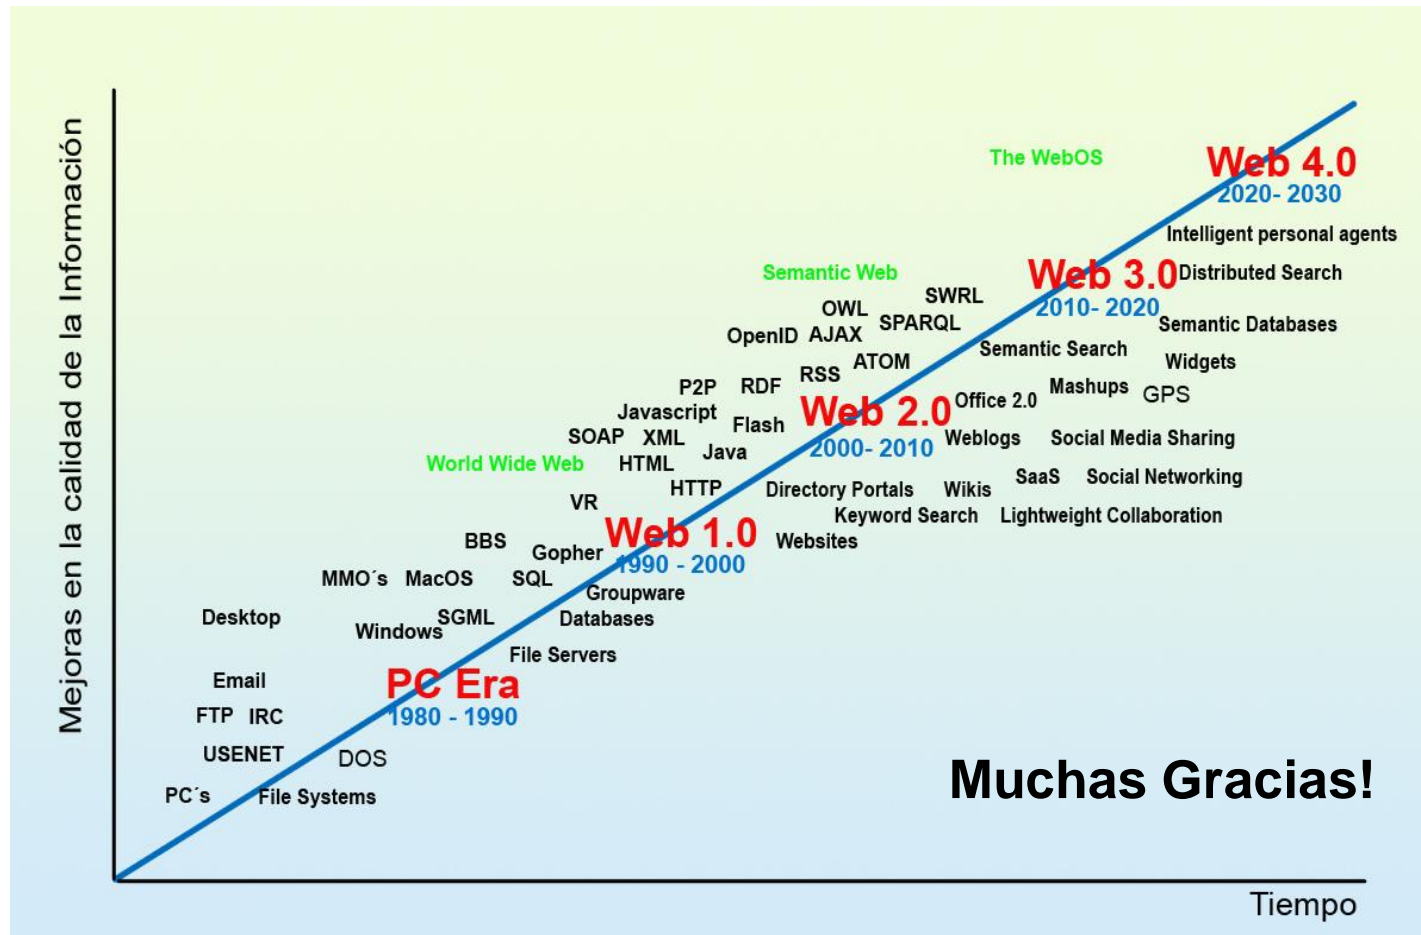 Mejoras en la calidad de la Información
The WebOS
Web 4.0
2020- 2030
Intelligent personal agents
Semantic Web
Web 3.0
Distributed Search
2010- 2020
SWRL
OWL
SPARQL
Semantic Databases
OpenID
AJAX
Semantic Search
ATOM
Widgets
RSS
P2P
RDF
Mashups
GPS
Office 2.0
Javascript
Web 2.0
Flash
SOAP
XML
Weblogs
Social Media Sharing
2000- 2010
Java
World Wide Web
HTML
SaaS
Social Networking
HTTP
Directory Portals
Wikis
VR
Keyword Search
Lightweight Collaboration
Web 1.0
Websites
BBS
Gopher
1990 - 2000
MMO´s
MacOS
SQL
Groupware
Desktop
SGML
Databases
Windows
File Servers
Email
PC Era
1980 - 1990
FTP
IRC
USENET
DOS
Muchas Gracias!
PC´s
File Systems
Tiempo